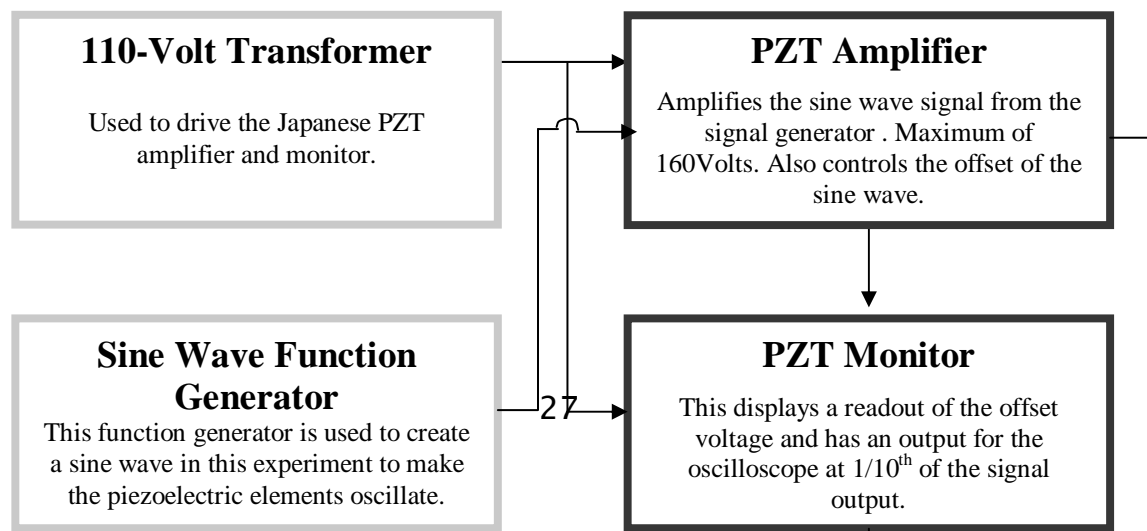 110-Volt Transformer
Used to drive the Japanese PZT
amplifier and monitor.
PZT Amplifier
Amplifies the sine wave signal from the
signal generator . Maximum of
160Volts. Also controls the offset of the
sine wave.
Sine Wave Function
Generator
This function generator is used to create
a sine wave in this experiment to make
the piezoelectric elements oscillate.
27
PZT Monitor
This displays a readout of the offset
voltage and has an output for the
oscilloscope at 1/10th of the signal
output.